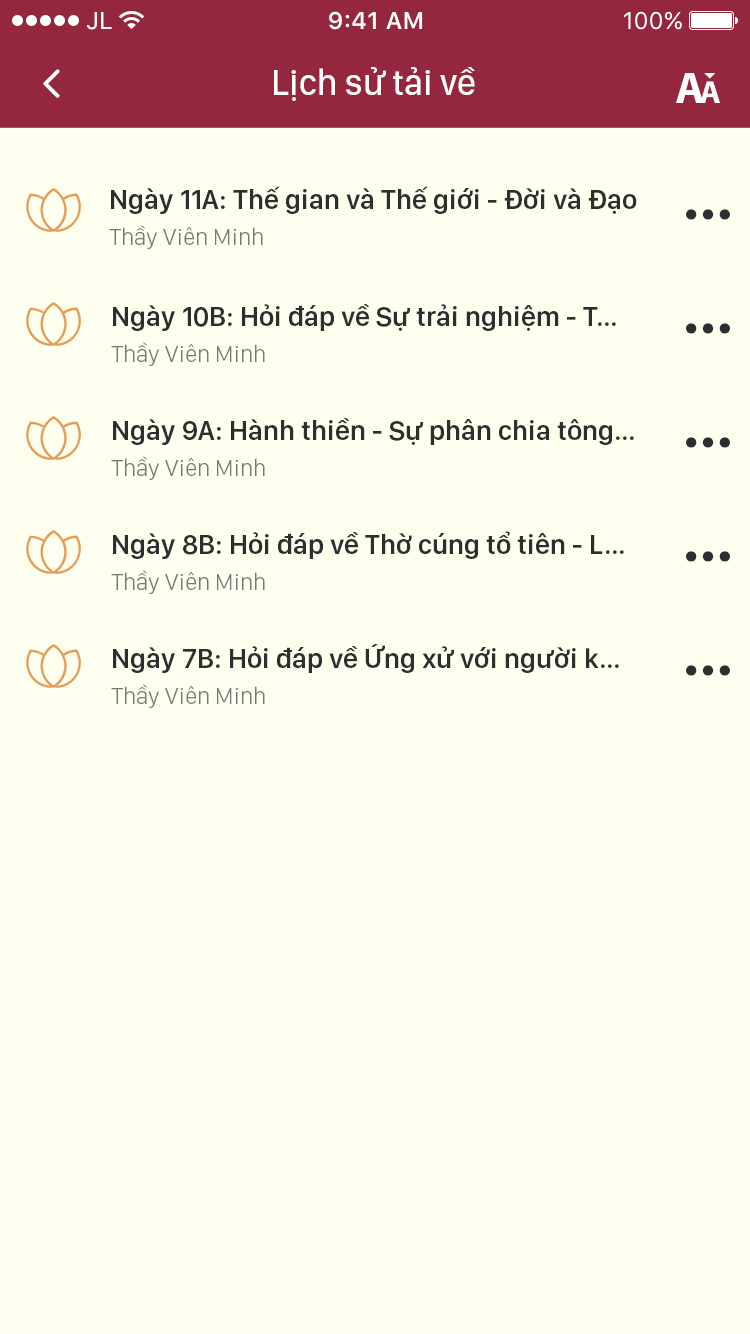 JL 9:41 AM 100%
Lịch sử tải về AA
Ngày 11A: Thế gian và Thế giới - Đời và Đạo
Thầy Viên Minh
Ngày 10B: Hỏi đáp về Sự trải nghiệm - T...
Thầy Viên Minh
Ngày 9A: Hành thiền - Sự phân chia tông...
Thầy Viên Minh
Ngày 8B: Hỏi đáp về Thờ cúng tổ tiên - L...
Thầy Viên Minh
Ngày 7B: Hỏi đáp về Ứng xử với người k...
Thầy Viên Minh